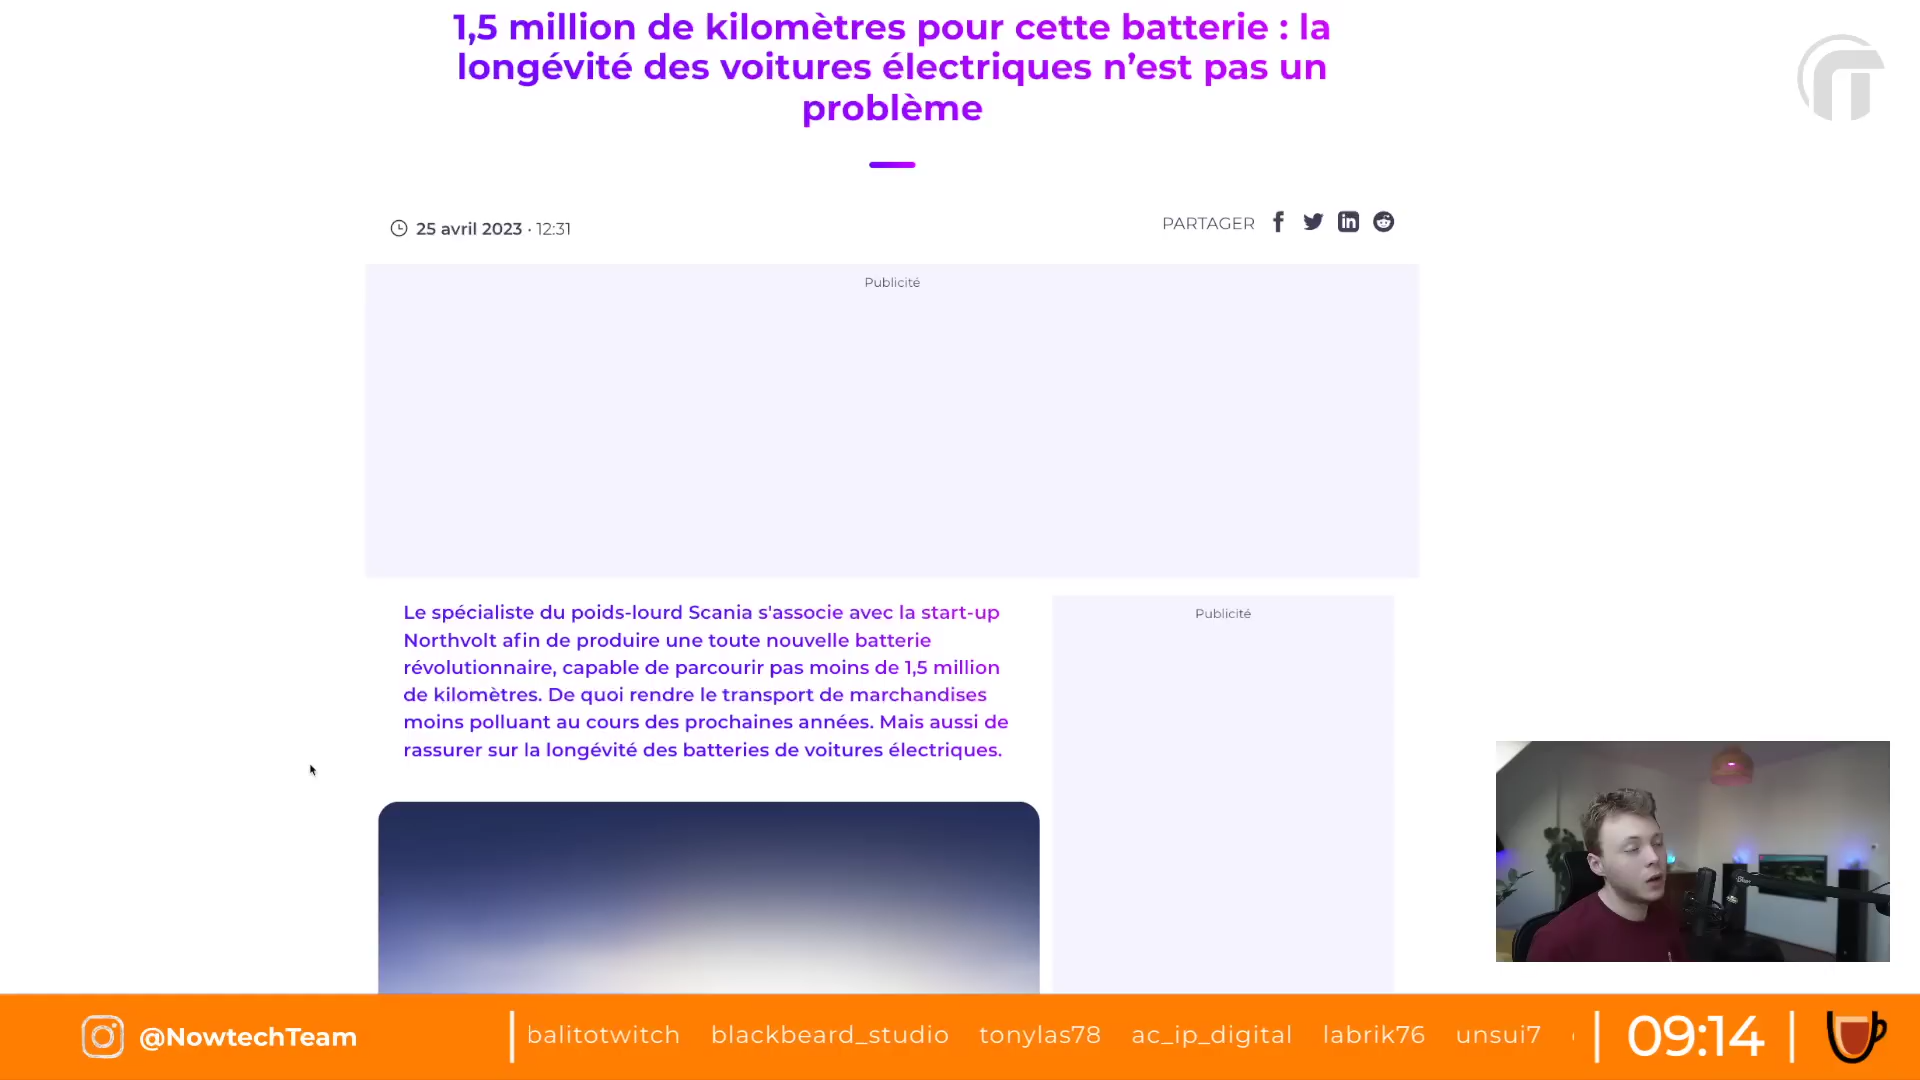 1,5 million de kilomètres pour cette batterie : la
longévité des voitures électriques n’est pas un
problème
25 avril 2023 · 12:31
PARTAGER
Publicité
Le spécialiste du poids-lourd Scania s'associe avec la start-up
Northvolt afin de produire une toute nouvelle batterie
révolutionnaire, capable de parcourir pas moins de 1,5 million
de kilomètres. De quoi rendre le transport de marchandises
moins polluant au cours des prochaines années. Mais aussi de
rassurer sur la longévité des batteries de voitures électriques.
Publicité
@NowtechTeam
balitotwitch blackbeard_studio tonylas78 ac_ip_digital labrik76 unsui7
09:14